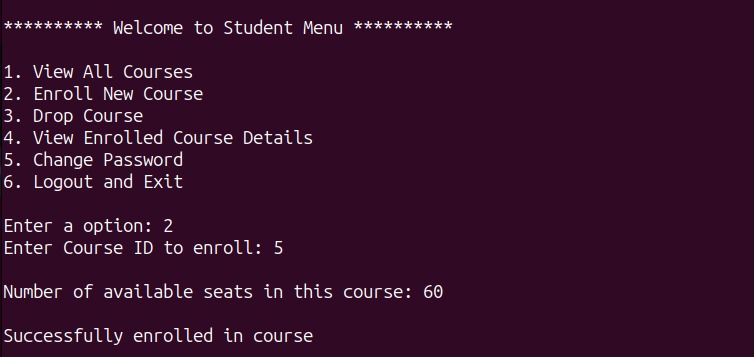 ********** Welcome to Student Menu **********
1. View All Courses
2. Enroll New Course
3. Drop Course
4. View Enrolled Course Details
5. Change Password
6. Logout and Exit
Enter a option: 2
Enter Course ID to enroll: 5
Number of available seats in this course: 60
Successfully enrolled in course